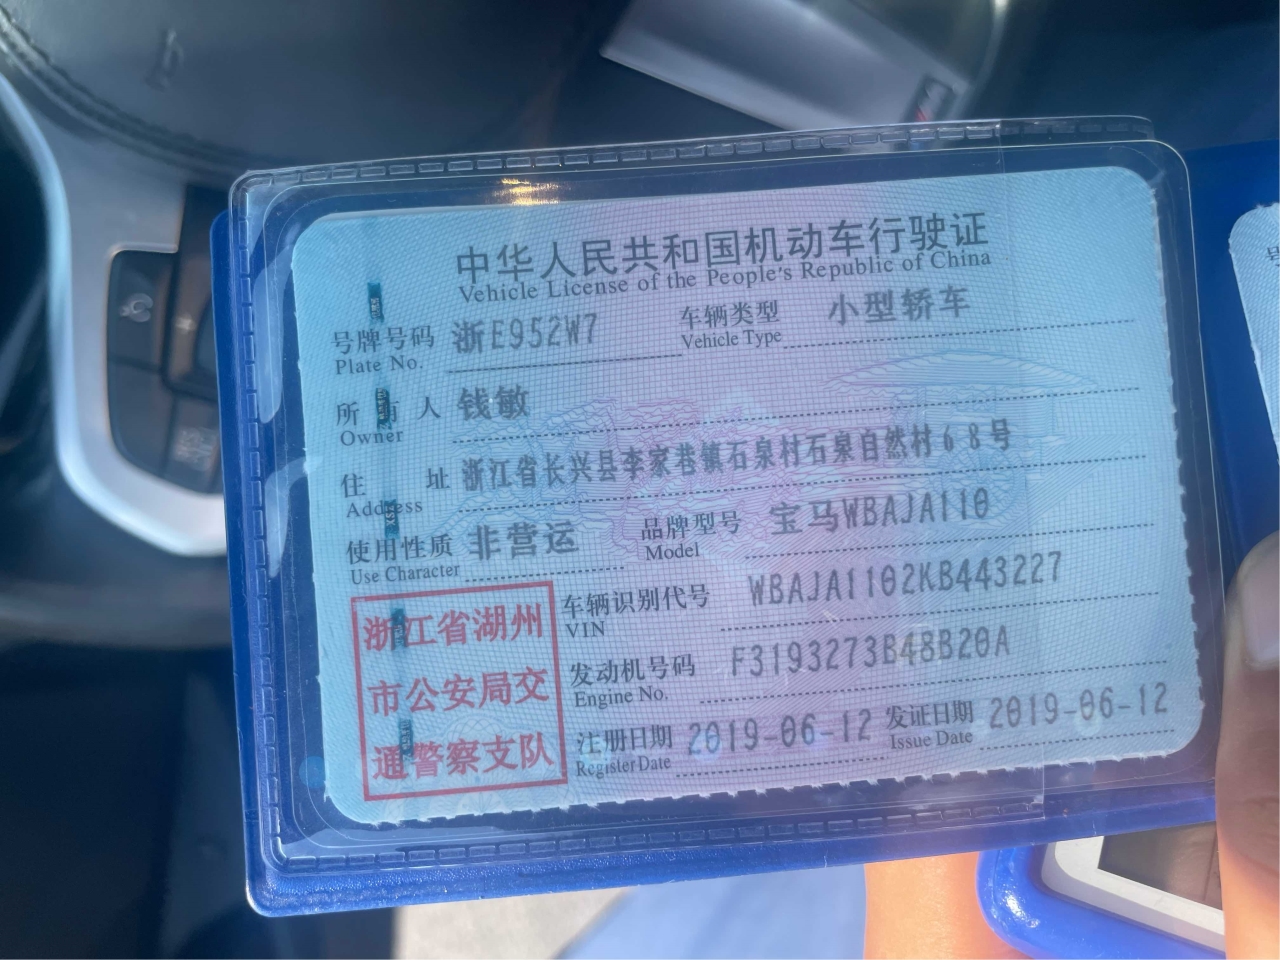 中华人民共和国机动车行驶证
Vehicle License of the People's Republic of China
号牌号码 浙E952W7 车辆类型 小型轿车
Plate No. Vehicle Type
所有人 钱敏
Owner
住址 浙江省长兴县李家巷镇石泉村石泉自然村68号
Address
使用性质 非营运 品牌型号 宝马WBAJA110
Use Character Model
车辆识别代号 WBAJA1102KB443227
VIN
发动机号码 F3193273B48B20A
Engine No.
注册日期 2019-06-12 发证日期 2019-06-12
Register Date Issue Date
浙江省湖州
市公安局交
通警察支队
号